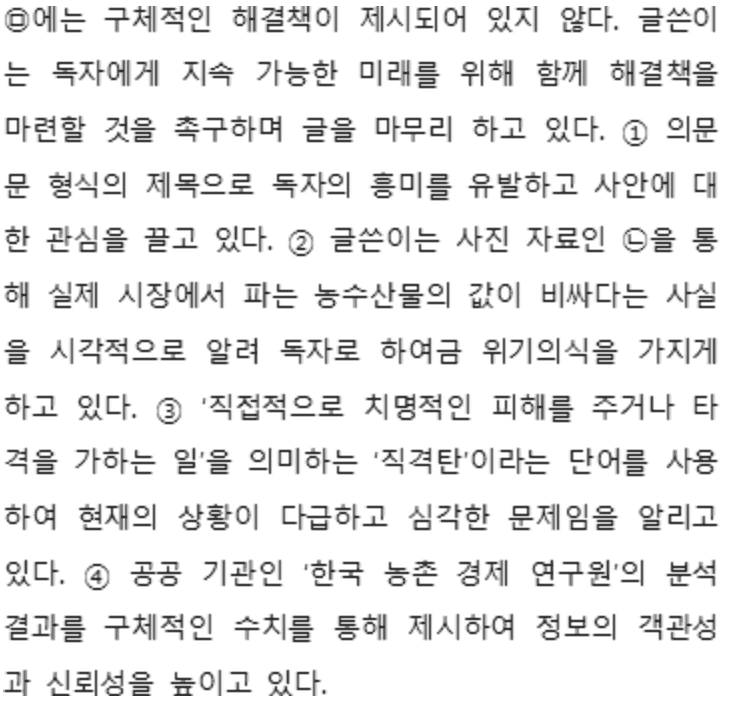 ㉤에는 구체적인 해결책이 제시되어 있지 않다. 글쓴이
는 독자에게 지속 가능한 미래를 위해 함께 해결책을
마련할 것을 촉구하며 글을 마무리 하고 있다. ① 의문
문 형식의 제목으로 독자의 흥미를 유발하고 사안에 대
한 관심을 끌고 있다. ② 글쓴이는 사진 자료인 ㉡을 통
해 실제 시장에서 파는 농수산물의 값이 비싸다는 사실
을 시각적으로 알려 독자로 하여금 위기의식을 가지게
하고 있다. ③ '직접적으로 치명적인 피해를 주거나 타
격을 가하는 일'을 의미하는 '직격탄'이라는 단어를 사용
하여 현재의 상황이 다급하고 심각한 문제임을 알리고
있다. ④ 공공 기관인 '한국 농촌 경제 연구원'의 분석
결과를 구체적인 수치를 통해 제시하여 정보의 객관성
과 신뢰성을 높이고 있다.